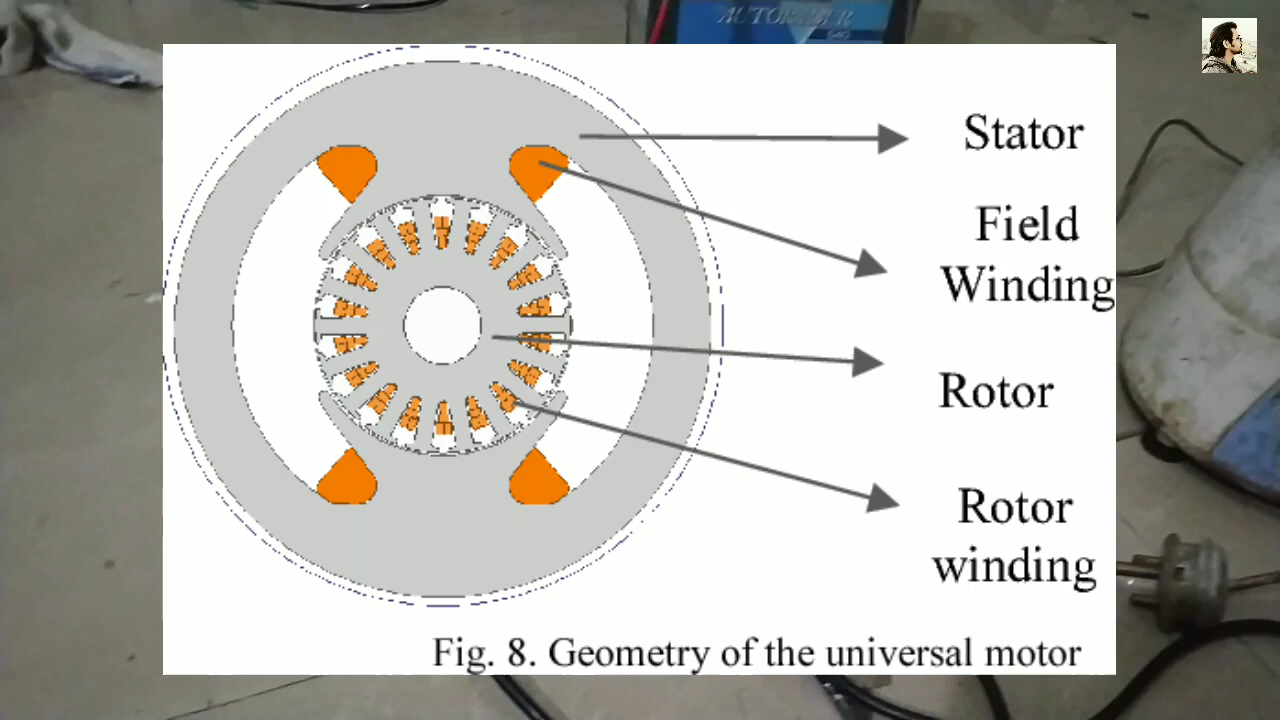 Stator
Field
Winding
Rotor
Rotor
winding
Fig. 8. Geometry of the universal motor